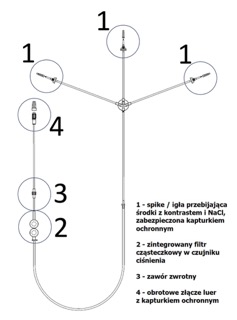 1
1
1
4
3
2
1 - spike / igła przebijająca
środki z kontrastem i NaCl,
zabezpieczona kapturkiem
ochronnym
2 - zintegrowany filtr
cząsteczkowy w czujniku
ciśnienia
3 - zawór zwrotny
4 - obrotowe złącze luer
z kapturkiem ochronnym